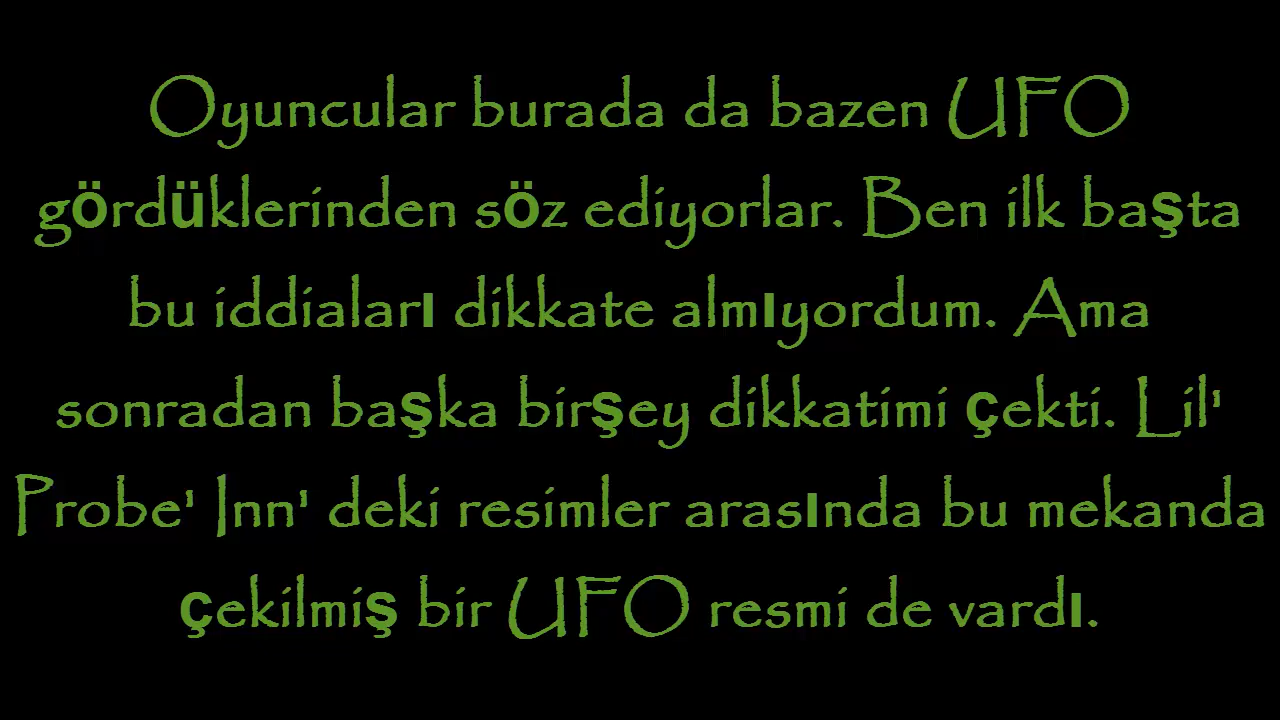 Oyuncular burada da bazen UFO
gördüklerinden söz ediyorlar. Ben ilk başta
bu iddiaları dikkate almıyordum. Ama
sonradan başka birşey dikkatimi çekti. Lil'
Probe' Inn' deki resimler arasında bu mekanda
çekilmiş bir UFO resmi de vardı.